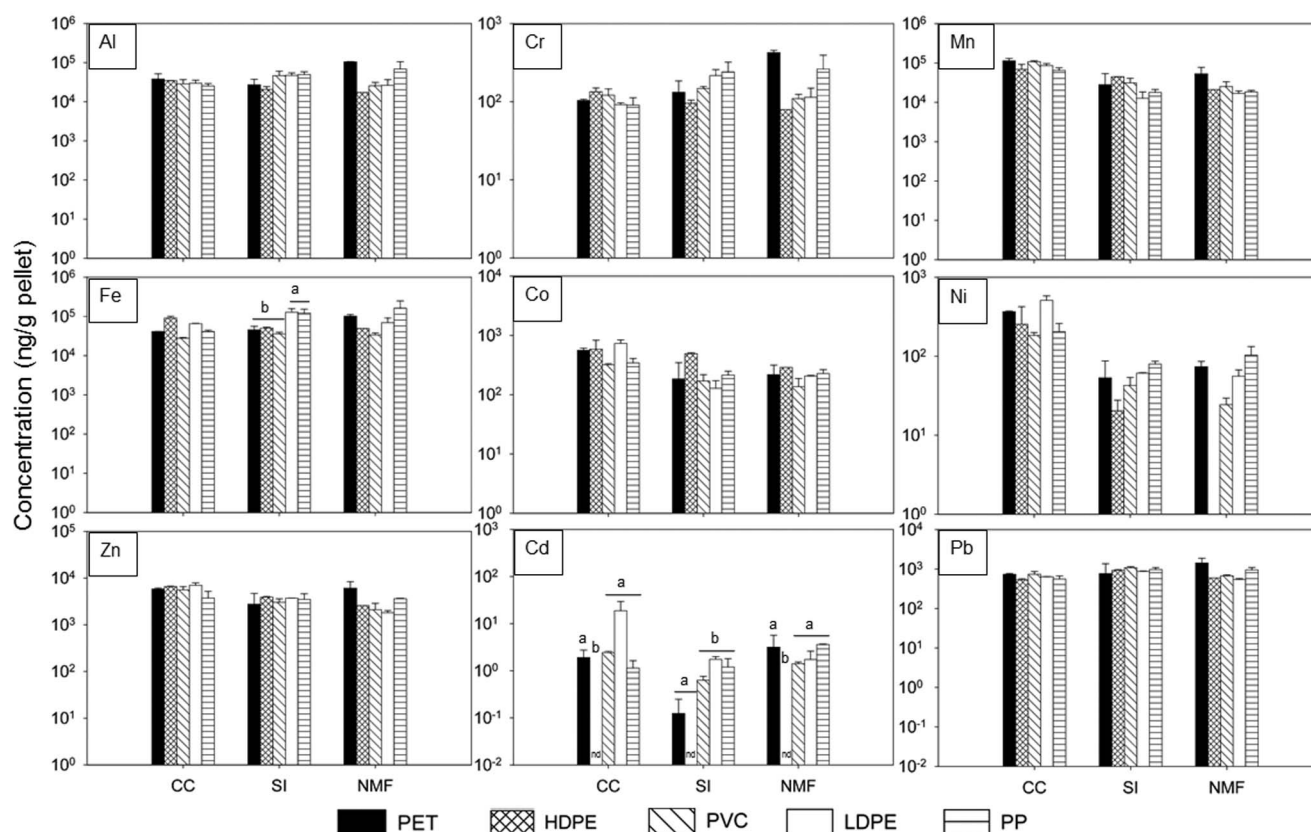 Concentration (ng/g pellet)
Al
10⁶
10⁵
10⁴
10³
10²
10¹
10⁰
Cr
10³
10²
10¹
10⁰
Mn
10⁶
10⁵
10⁴
10³
10²
10¹
10⁰
Fe
10⁶
10⁵
10⁴
10³
10²
10¹
10⁰
b
a
Co
10⁴
10³
10²
10¹
10⁰
Ni
10³
10²
10¹
10⁰
Zn
10⁵
10⁴
10³
10²
10¹
10⁰
CC SI NMF
Cd
10³
10²
10¹
10⁰
10⁻¹
10⁻²
a b a
a b
a b a
nd nd nd
CC SI NMF
Pb
10⁴
10³
10²
10¹
10⁰
10⁻¹
10⁻²
CC SI NMF
PET HDPE PVC LDPE PP